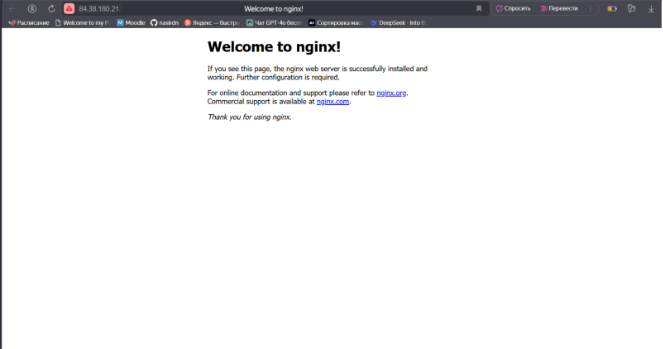 84.38.180.21 Welcome to nginx! Спросить Перевести
Расписание Welcome to my Moodle nasirdn Яндекс — быстр Чат GPT-4o бесп Сортировка мас DeepSeek - Into t
Welcome to nginx!
If you see this page, the nginx web server is successfully installed and
working. Further configuration is required.
For online documentation and support please refer to nginx.org.
Commercial support is available at nginx.com.
Thank you for using nginx.